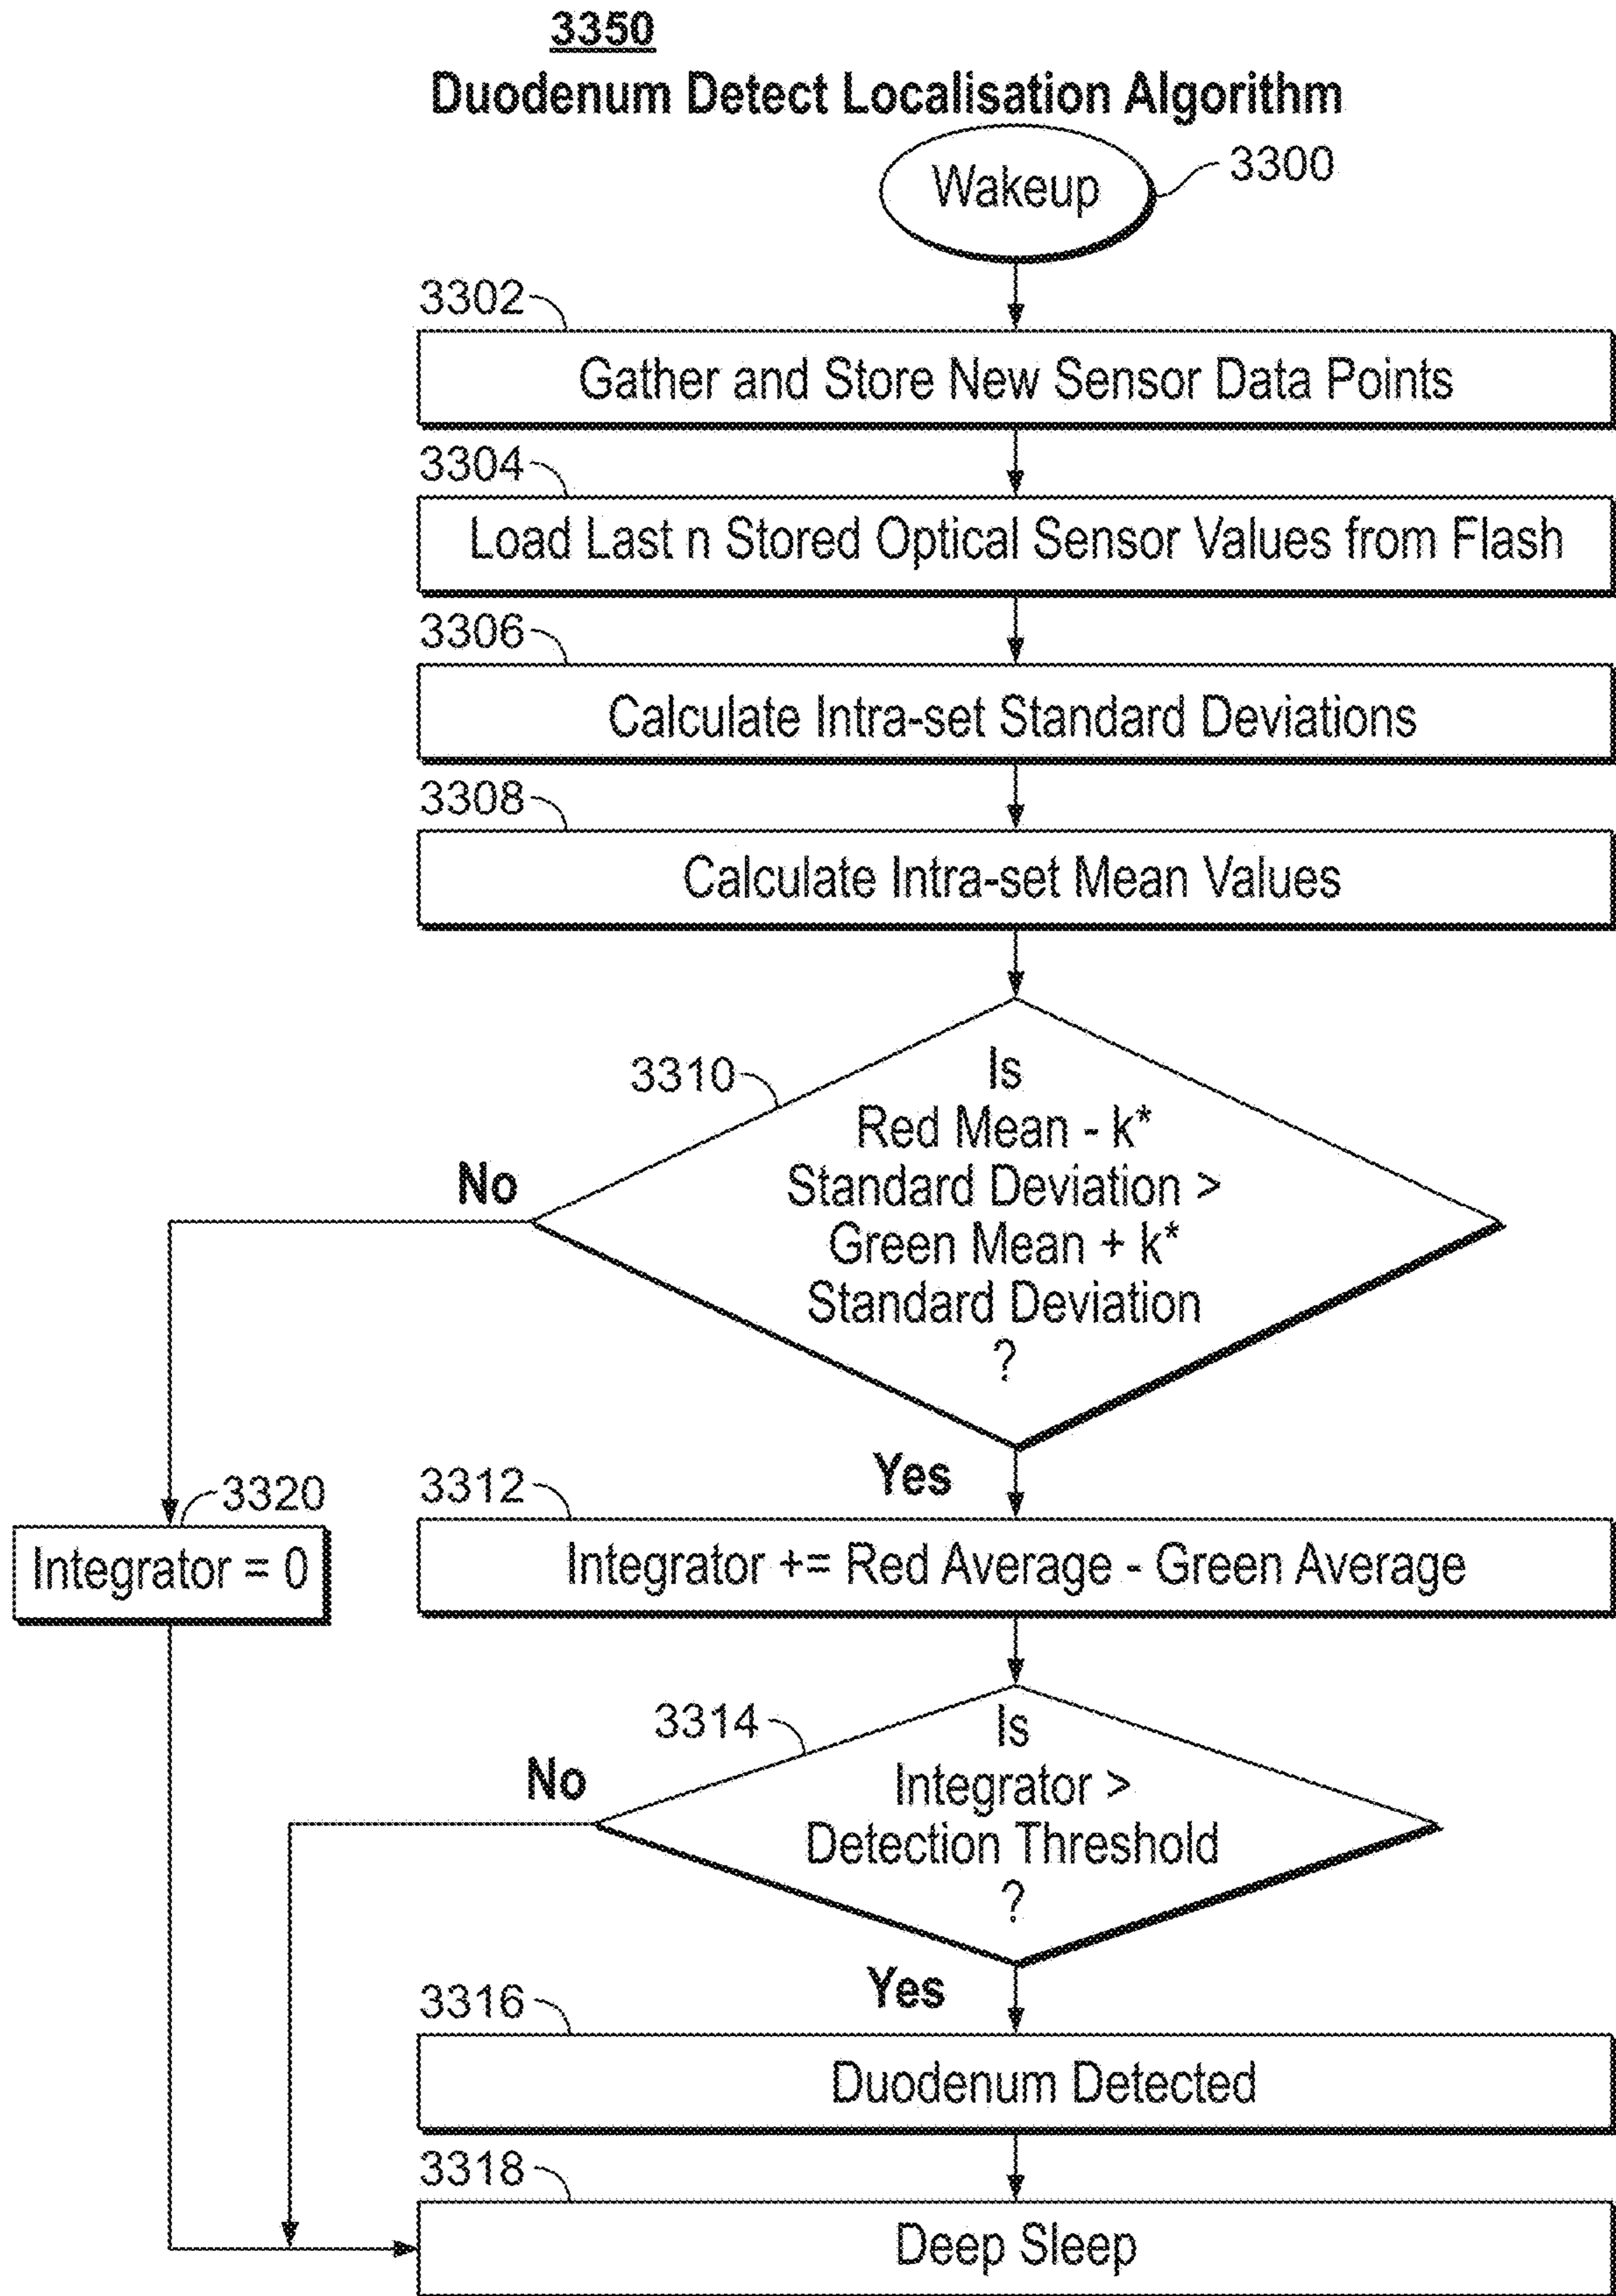 3350
Duodenum Detect Localisation Algorithm
Wakeup
3300
3302
Gather and Store New Sensor Data Points
3304
Load Last n Stored Optical Sensor Values from Flash
3306
Calculate Intra-set Standard Deviations
3308
Calculate Intra-set Mean Values
3310
Is
Red Mean - k*
Standard Deviation >
Green Mean + k*
Standard Deviation
?
No
Yes
3320
Integrator = 0
3312
Integrator += Red Average - Green Average
3314
Is
Integrator >
Detection Threshold
?
No
Yes
3316
Duodenum Detected
3318
Deep Sleep